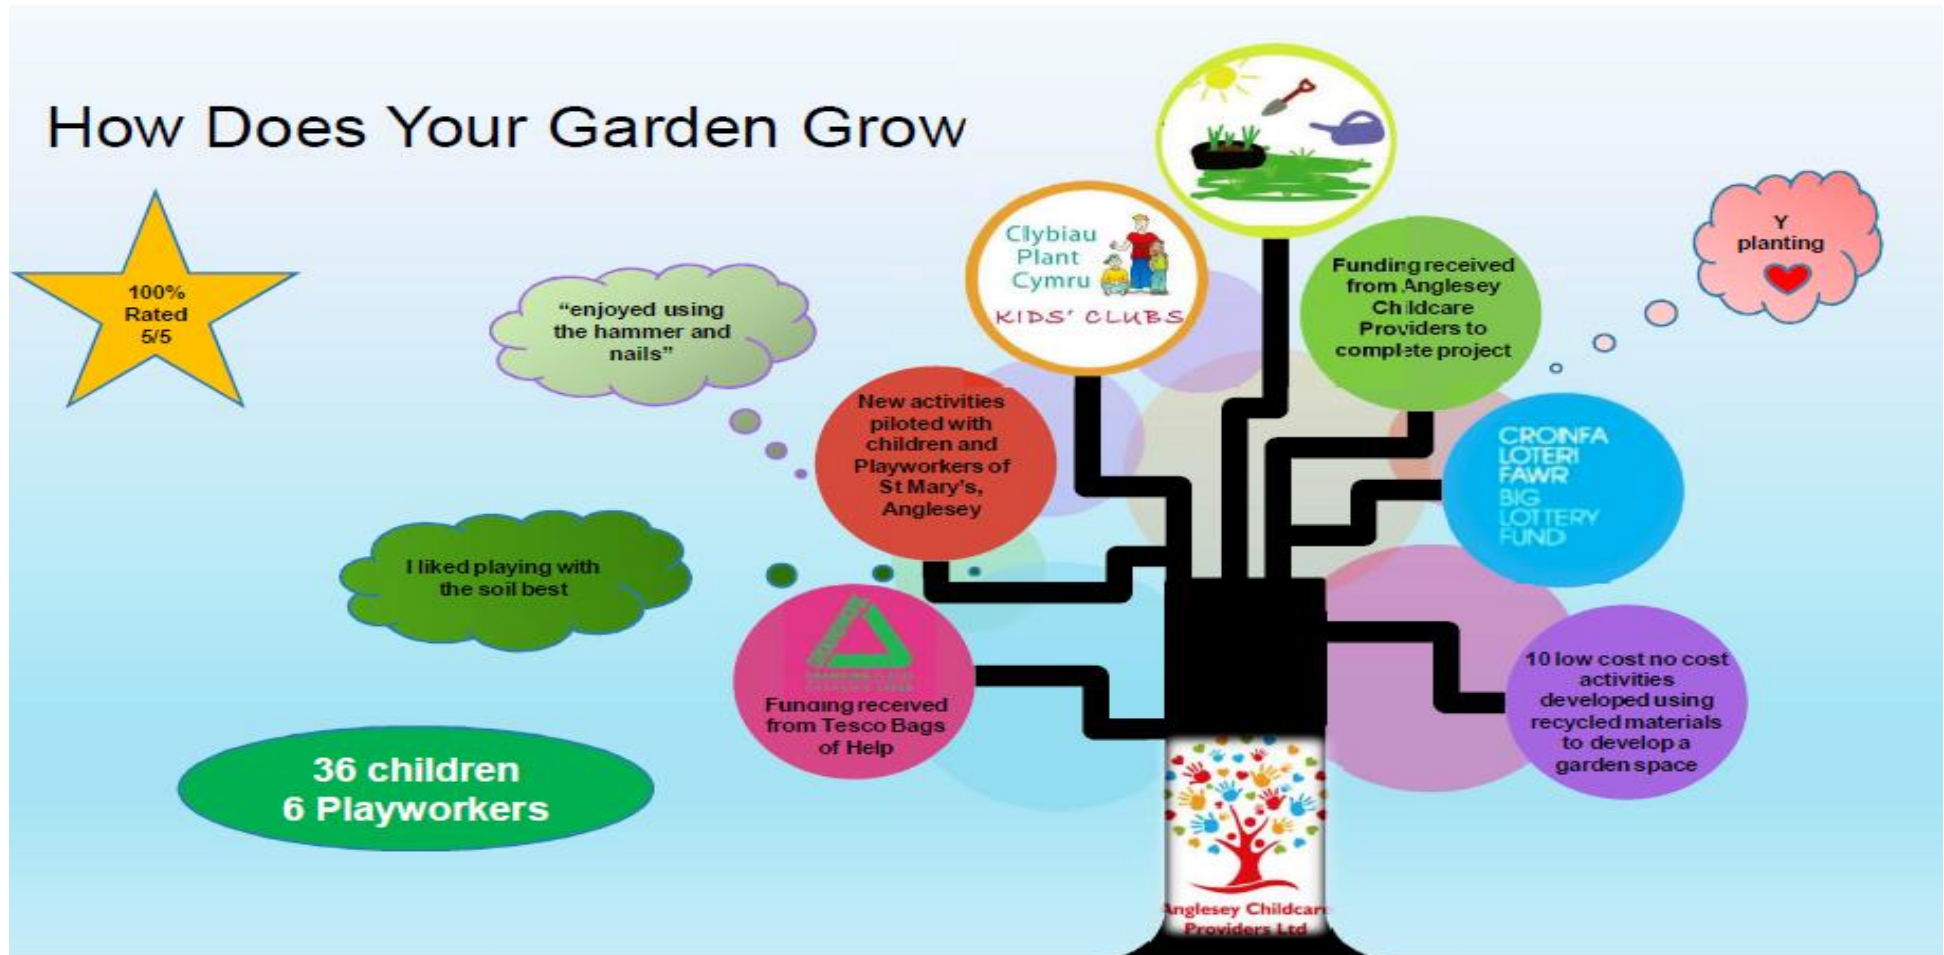 How Does Your Garden Grow
100%
Rated
5/5
“enjoyed using
the hammer and
nails”
I liked playing with
the soil best
36 children
6 Playworkers
Clybiau
Plant
Cymru
KIDS' CLUBS
New activities
piloted with
children and
Playworkers of
St Mary's,
Anglesey
Funding received
from Tesco Bags
of Help
Funding received
from Anglesey
Childcare
Providers to
complete project
Y
planting
CROINFA
LOTERI
FAWR
BIG
LOTTERY
FUND
10 low cost no cost
activities
developed using
recycled materials
to develop a
garden space
Anglesey Childcare
Providers Ltd